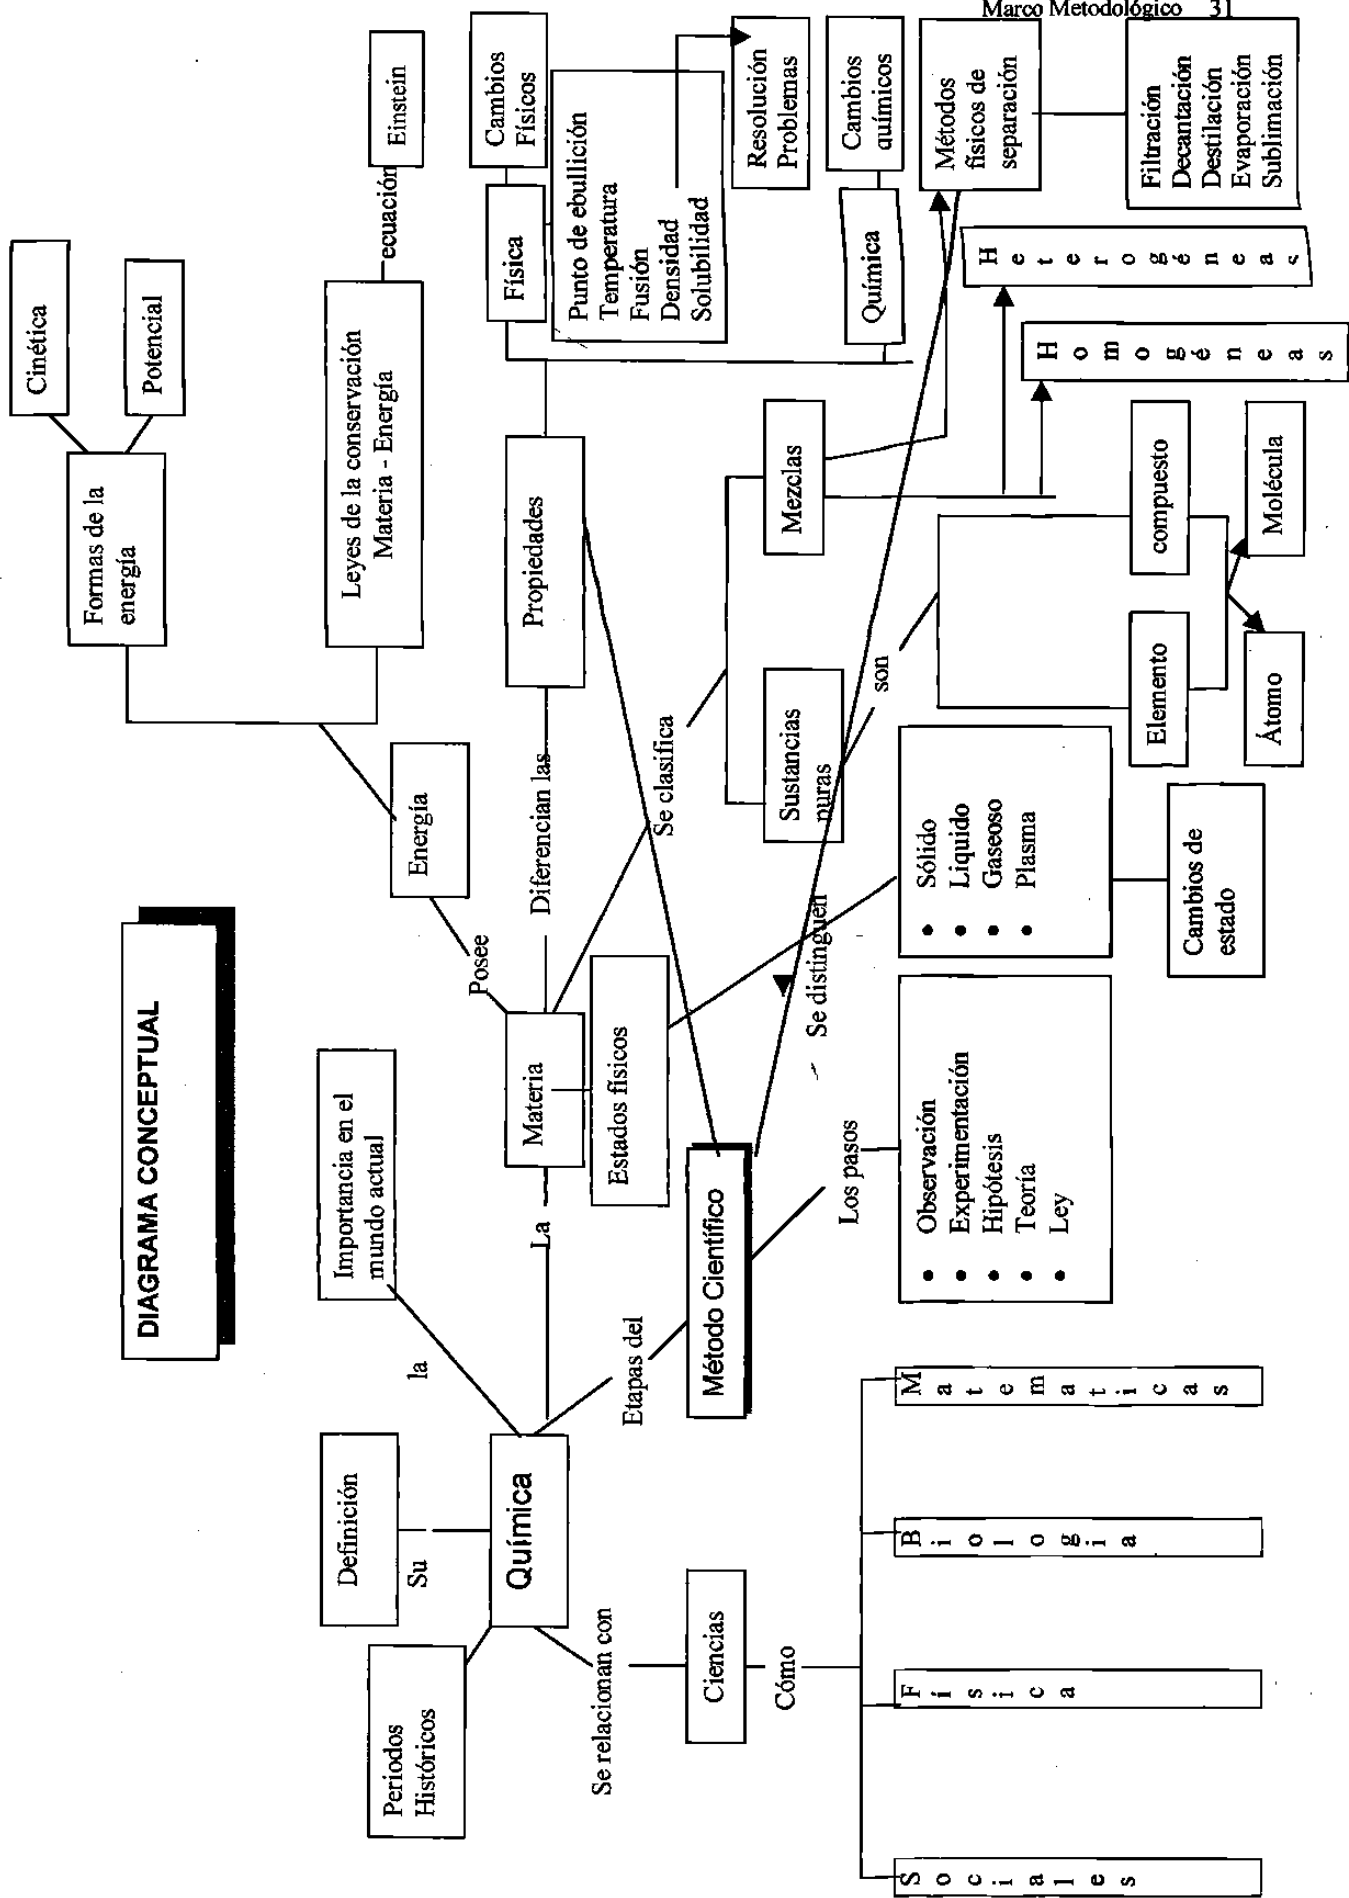 Marco Metodológico 31
DIAGRAMA CONCEPTUAL
Cinética
Potencial
Formas de la
energía
Leyes de la conservación
Materia - Energía
ecuación
Einstein
Energía
Posee
Importancia en el
mundo actual
la
Definición
Su
Periodos
Históricos
Química
La
Materia
Diferencian las
Propiedades
Física
Cambios
Físicos
Punto de ebullición
Temperatura
Fusión
Densidad
Solubilidad
Resolución
Problemas
Química
Cambios
químicos
Estados físicos
Se clasifica
Sustancias
puras
Mezclas
Métodos
físicos de
separación
Filtración
Decantación
Destilación
Evaporación
Sublimación
Heterogéneas
Homogéneas
son
Elemento
compuesto
Átomo
Molécula
Se distinguen
Sólido
Liquido
Gaseoso
Plasma
Cambios de
estado
Etapas del
Método Científico
Los pasos
Observación
Experimentación
Hipótesis
Teoría
Ley
Se relacionan con
Ciencias
Cómo
Sociales
Fisica
Biologia
Matematicas